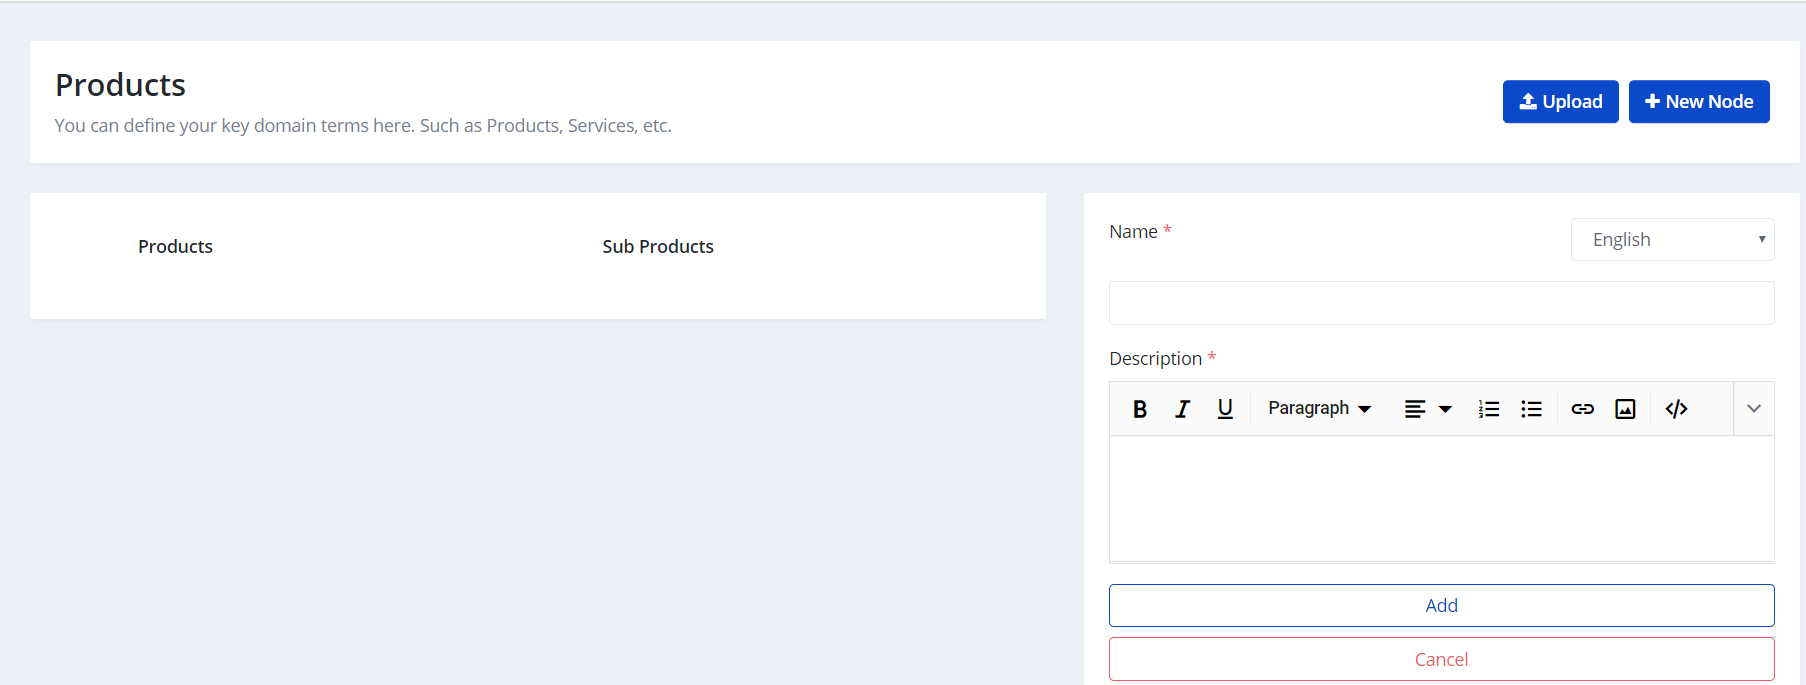 Products
You can define your key domain terms here. Such as Products, Services, etc.
Upload
New Node
Products
Sub Products
Name *
English
Description *
B I U Paragraph
Add
Cancel